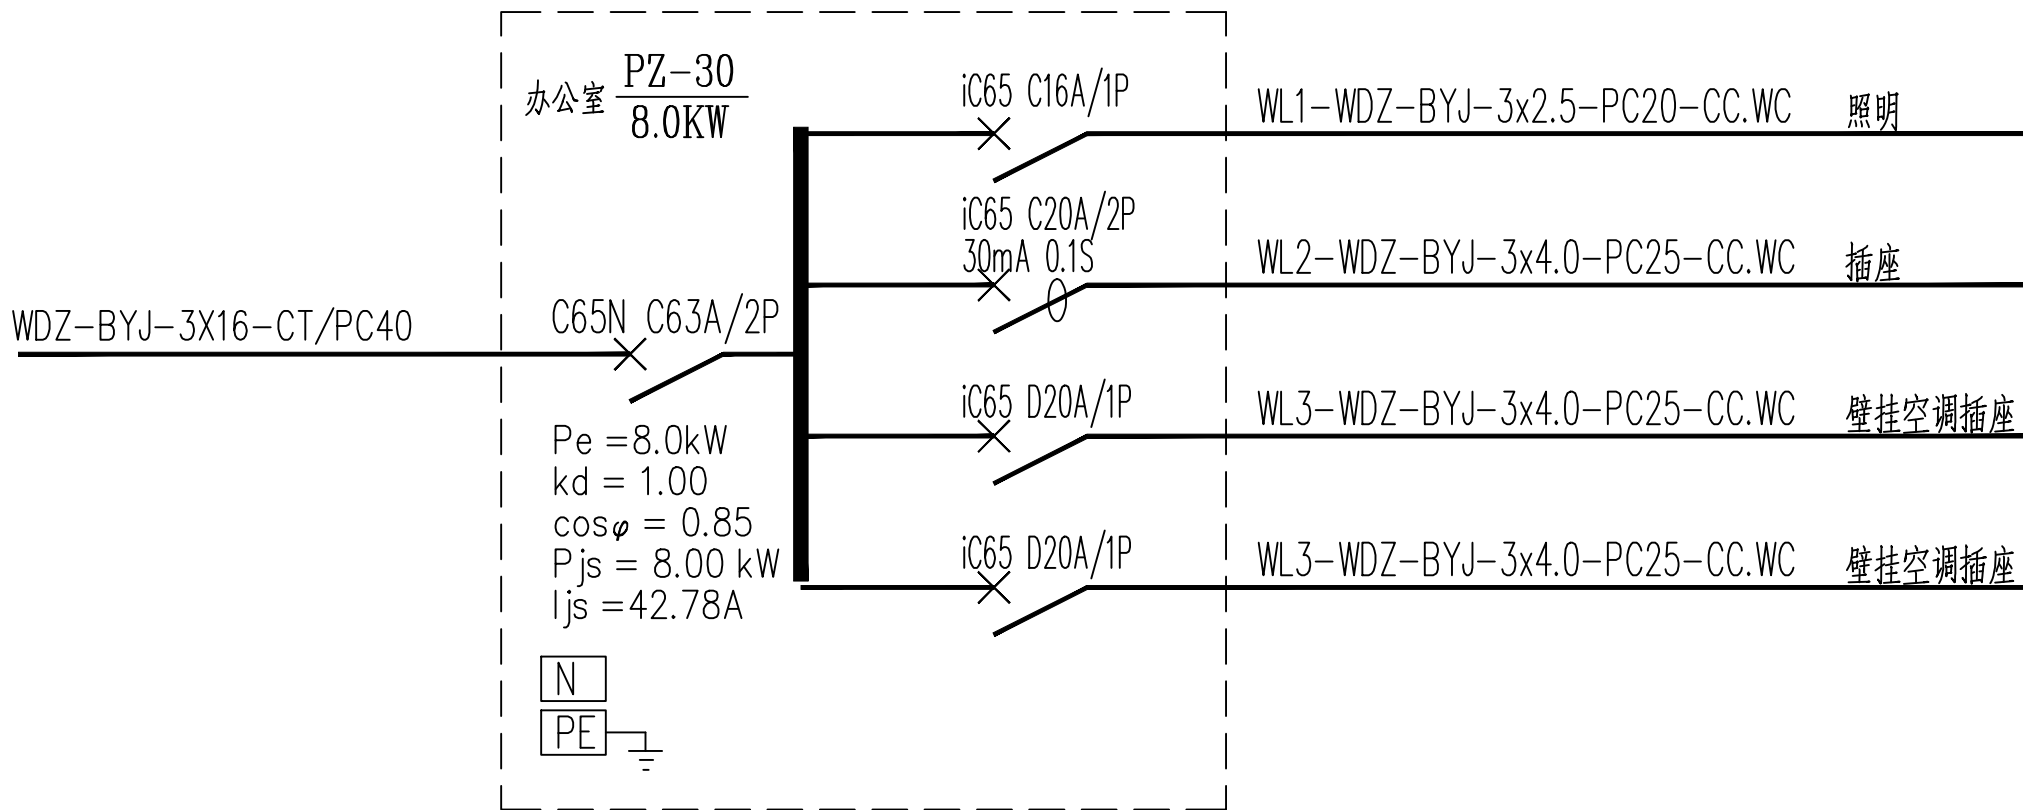 办公室 PZ-30
8.0KW
WDZ-BYJ-3X16-CT/PC40
C65N C63A/2P
Pe =8.0kW
kd = 1.00
cosφ = 0.85
Pjs = 8.00 kW
Ijs =42.78A
N
PE
iC65 C16A/1P
WL1-WDZ-BYJ-3x2.5-PC20-CC.WC 照明
iC65 C20A/2P
30mA 0.1S
WL2-WDZ-BYJ-3x4.0-PC25-CC.WC 插座
iC65 D20A/1P
WL3-WDZ-BYJ-3x4.0-PC25-CC.WC 壁挂空调插座
iC65 D20A/1P
WL3-WDZ-BYJ-3x4.0-PC25-CC.WC 壁挂空调插座